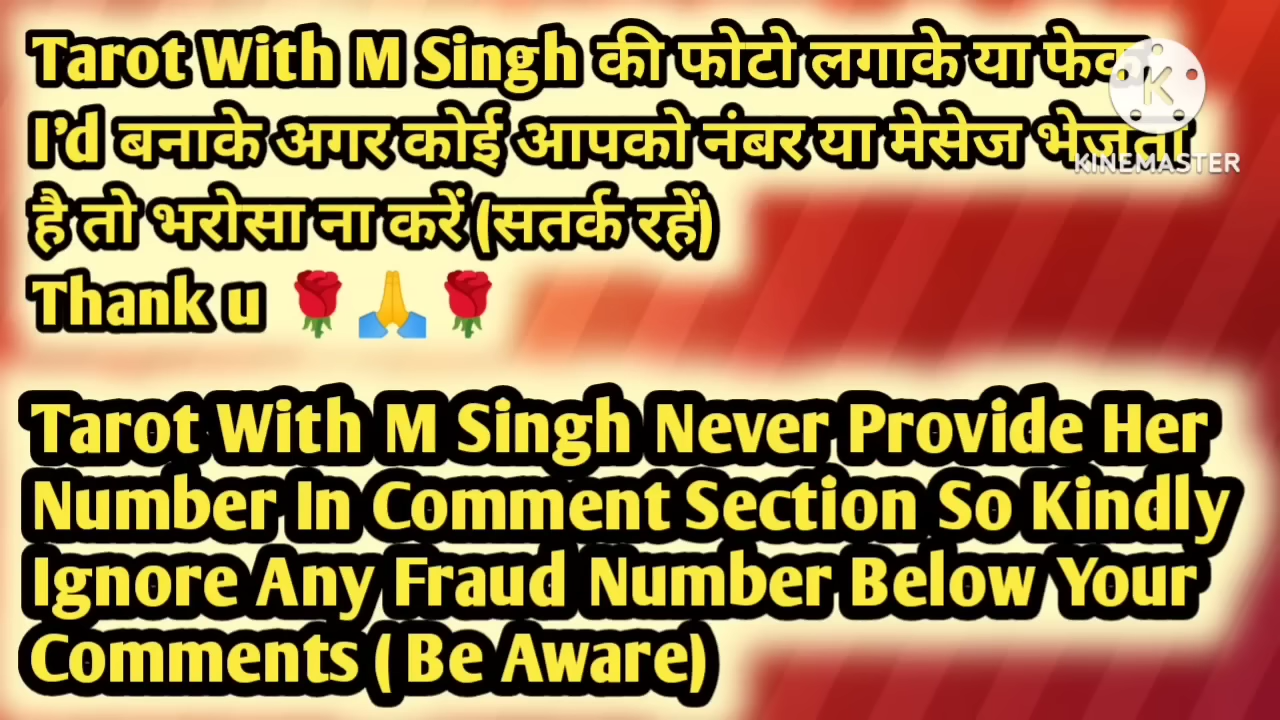 Tarot With M Singh की फोटो लगाके या फेक
I'd बनाके अगर कोई आपको नंबर या मेसेज भेजता
है तो भरोसा ना करें (सतर्क रहें)
Thank u 🌹🙏🌹
Tarot With M Singh Never Provide Her
Number In Comment Section So Kindly
Ignore Any Fraud Number Below Your
Comments ( Be Aware)
K
KINEMASTER